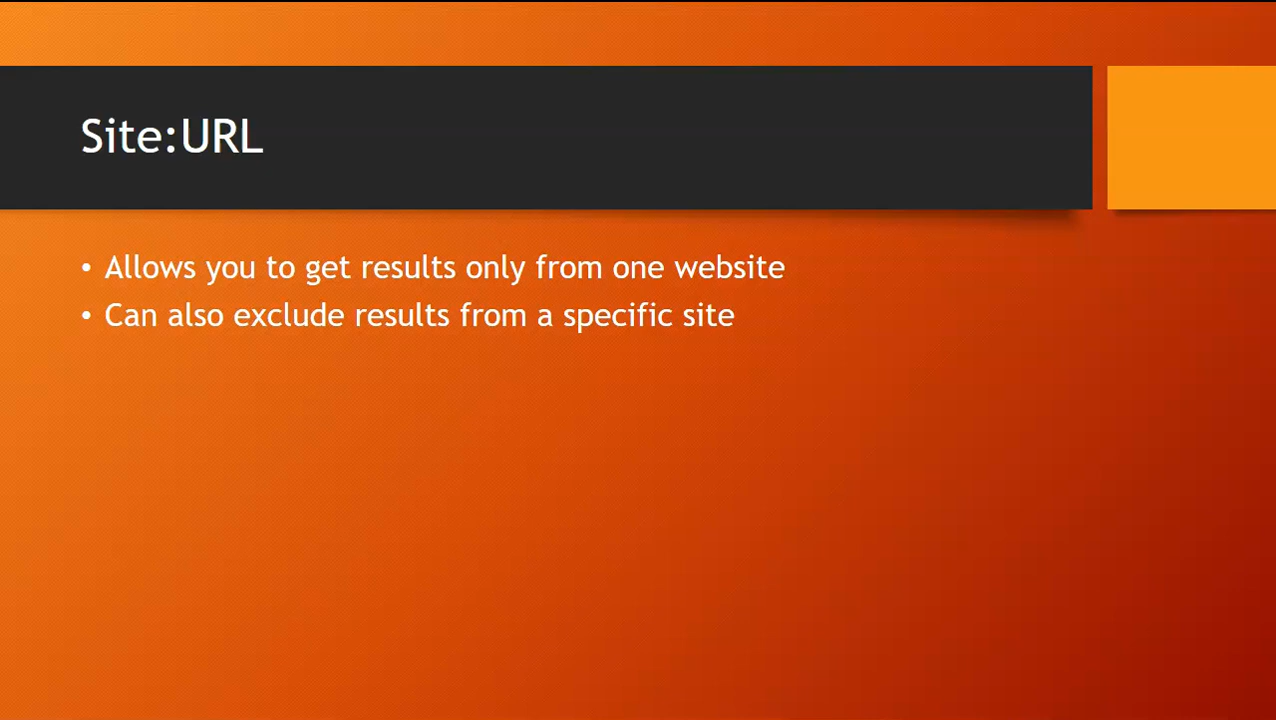 Site:URL
• Allows you to get results only from one website
• Can also exclude results from a specific site